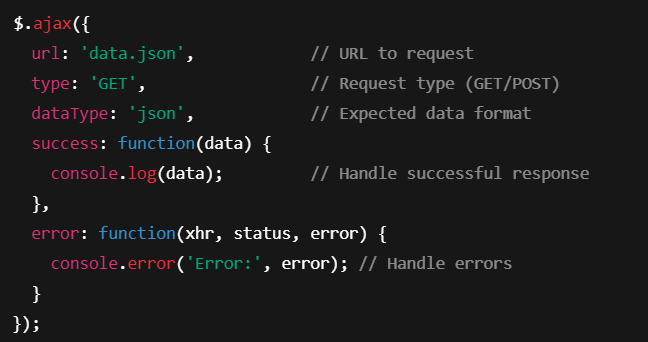 $.ajax({
  url: 'data.json',            // URL to request
  type: 'GET',                 // Request type (GET/POST)
  dataType: 'json',            // Expected data format
  success: function(data) {
    console.log(data);         // Handle successful response
  },
  error: function(xhr, status, error) {
    console.error('Error:', error); // Handle errors
  }
});